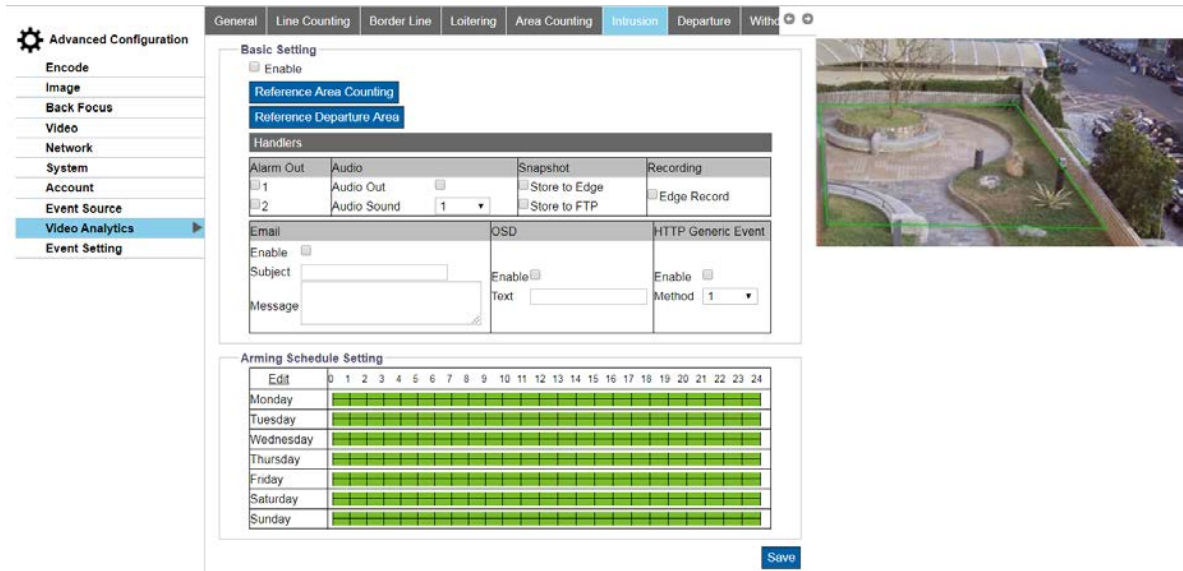 General Line Counting Border Line Loitering Area Counting Intrusion Departure Withd
Advanced Configuration
Encode
Image
Back Focus
Video
Network
System
Account
Event Source
Video Analytics
Event Setting
Basic Setting
Enable
Reference Area Counting
Reference Departure Area
Handlers
Alarm Out Audio Snapshot Recording
1 Audio Out Store to Edge
Edge Record
2 Audio Sound 1 Store to FTP
Email OSD HTTP Generic Event
Enable
Subject
Enable Enable
Text Method 1
Message
Arming Schedule Setting
Edit 0 1 2 3 4 5 6 7 8 9 10 11 12 13 14 15 16 17 18 19 20 21 22 23 24
Monday
Tuesday
Wednesday
Thursday
Friday
Saturday
Sunday
Save